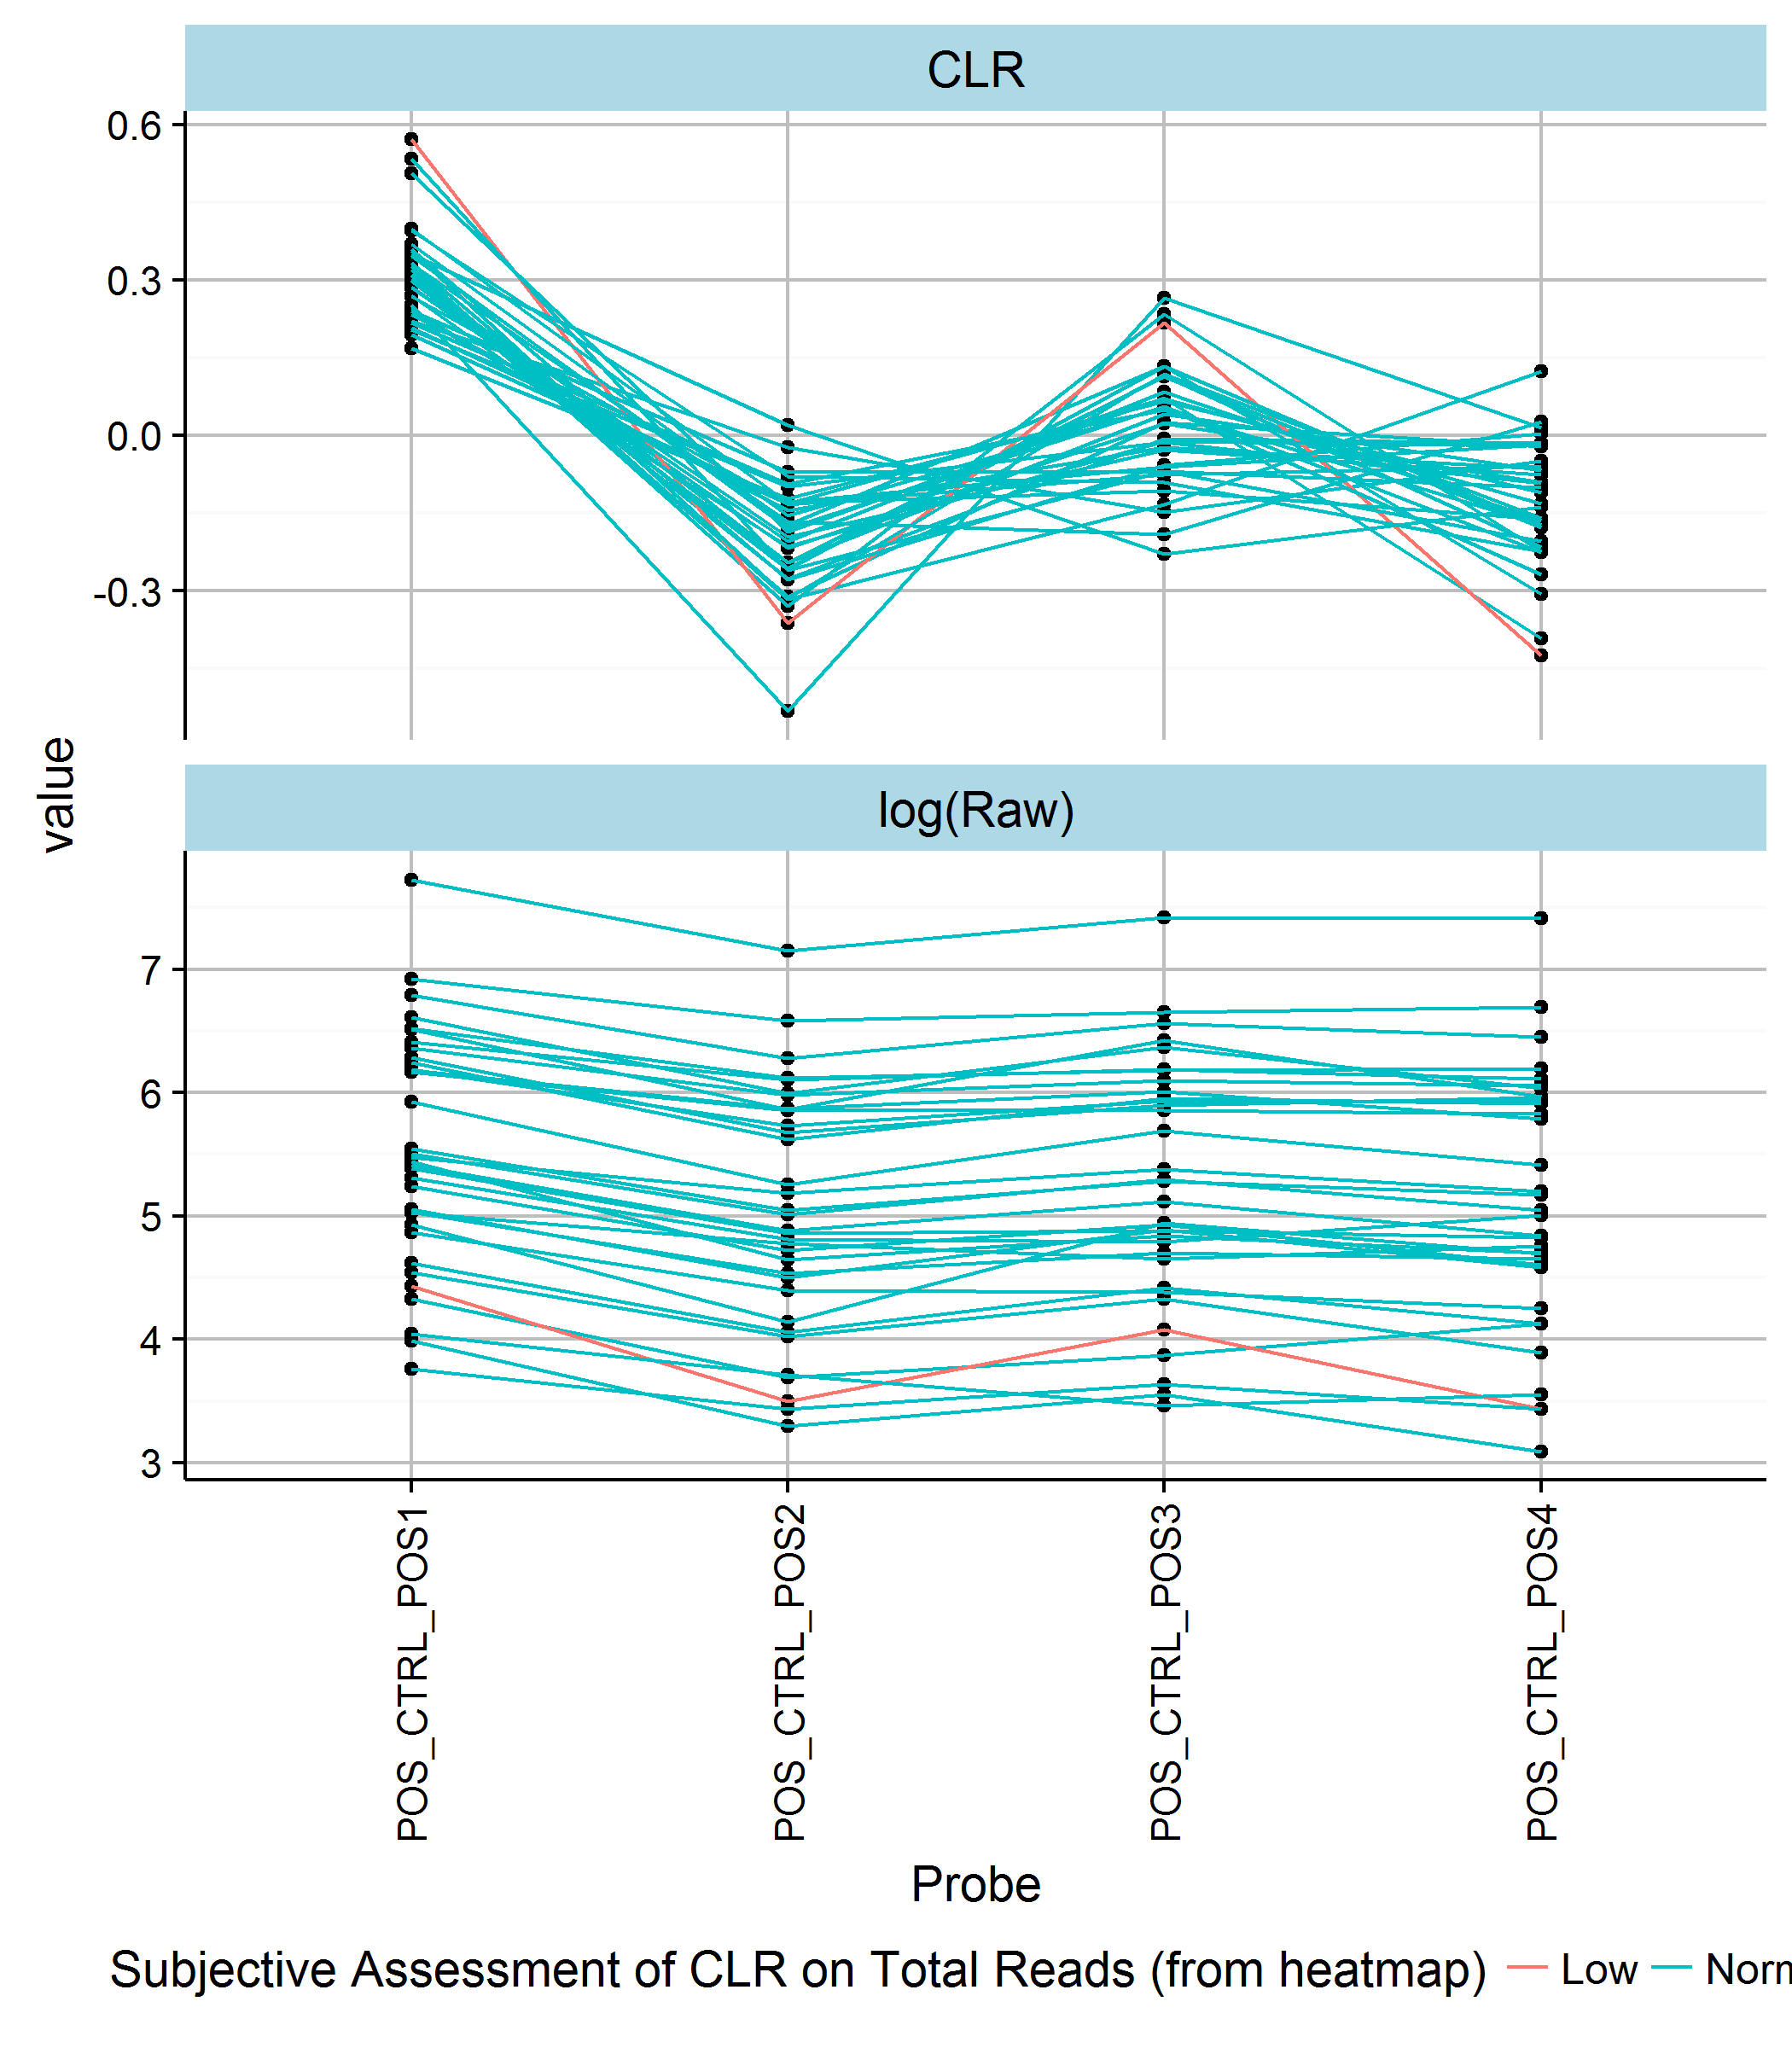 CLR
0.6
0.3
0.0
-0.3
value
log(Raw)
7
6
5
4
3
POS_CTRL_POS1
POS_CTRL_POS2
POS_CTRL_POS3
POS_CTRL_POS4
Probe
Subjective Assessment of CLR on Total Reads (from heatmap) Low Norn